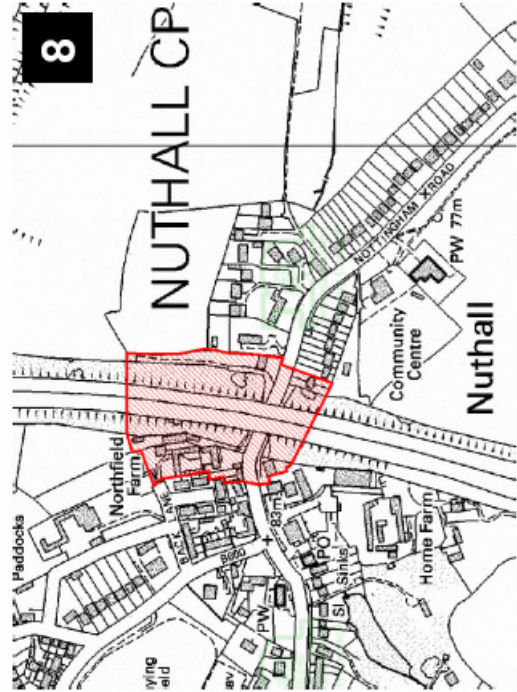 8
NUTHALL CP
Paddocks
Northfield
Farm
BACK LANE
B600
NOTTINGHAM ROAD
PW 77m
Community
Centre
Nuthall
83m
PW
PO
Sinks
Home Farm